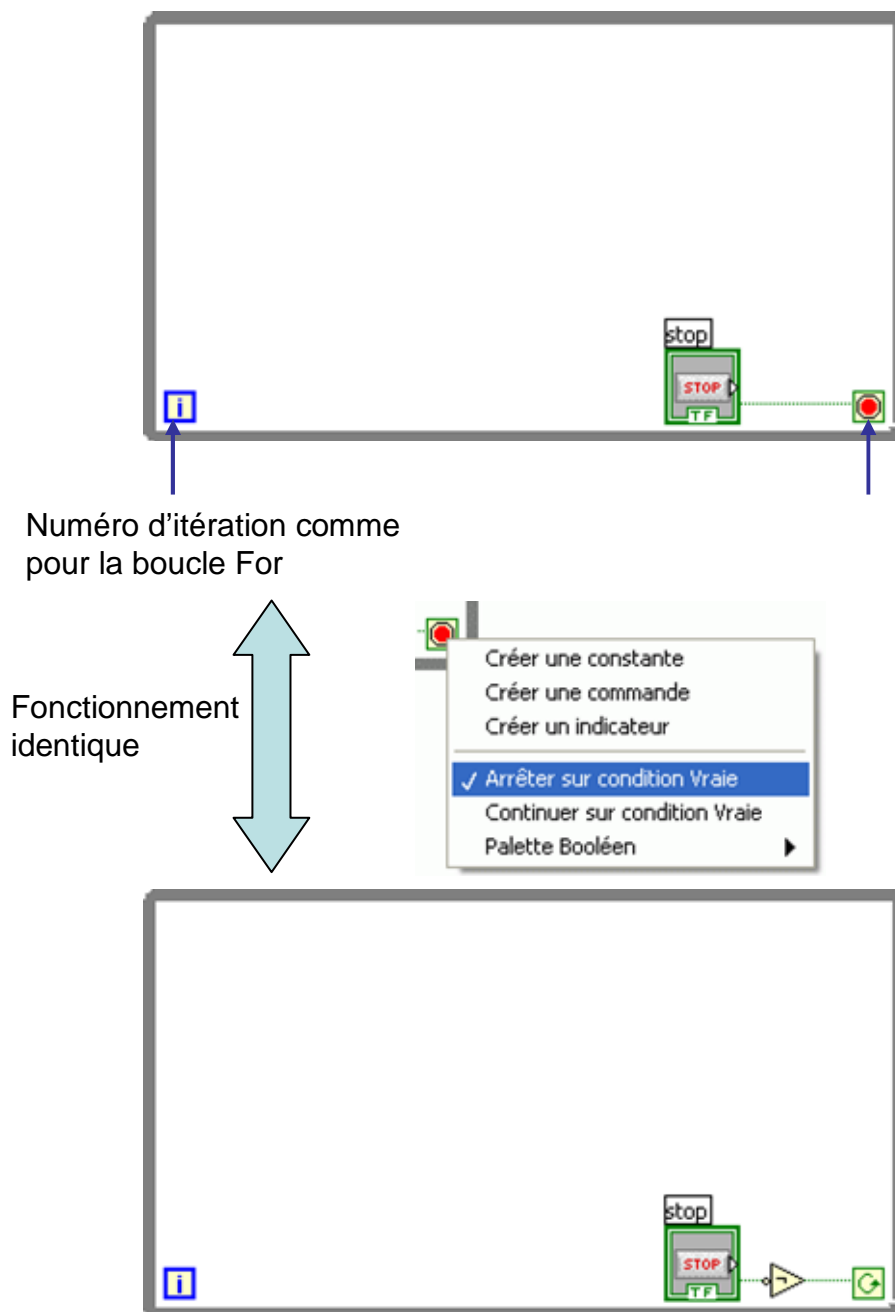 stop
STOP
TF
i
Numéro d'itération comme
pour la boucle For
Fonctionnement
identique
Créer une constante
Créer une commande
Créer un indicateur
✓ Arrêter sur condition Vraie
Continuer sur condition Vraie
Palette Booléen
stop
STOP
TF
i